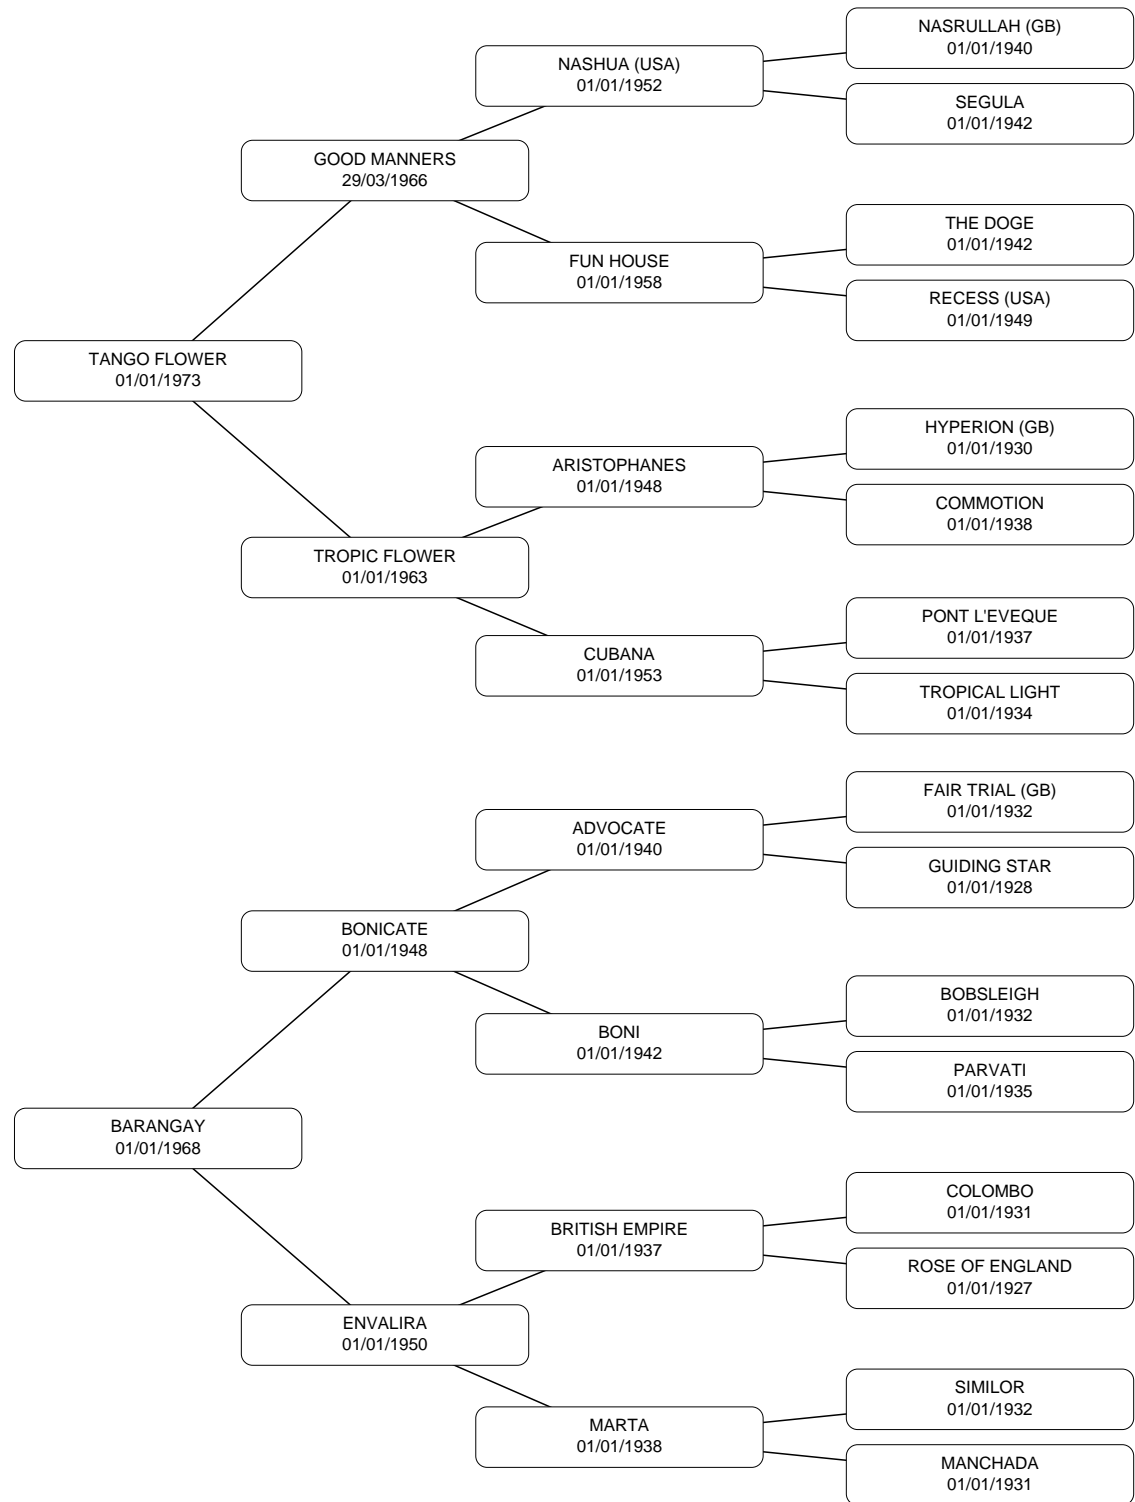 NASRULLAH (GB)
01/01/1940
NASHUA (USA)
01/01/1952
SEGULA
01/01/1942
GOOD MANNERS
29/03/1966
THE DOGE
01/01/1942
FUN HOUSE
01/01/1958
RECESS (USA)
01/01/1949
TANGO FLOWER
01/01/1973
HYPERION (GB)
01/01/1930
ARISTOPHANES
01/01/1948
COMMOTION
01/01/1938
TROPIC FLOWER
01/01/1963
PONT L'EVEQUE
01/01/1937
CUBANA
01/01/1953
TROPICAL LIGHT
01/01/1934
FAIR TRIAL (GB)
01/01/1932
ADVOCATE
01/01/1940
GUIDING STAR
01/01/1928
BONICATE
01/01/1948
BOBSLEIGH
01/01/1932
BONI
01/01/1942
PARVATI
01/01/1935
BARANGAY
01/01/1968
COLOMBO
01/01/1931
BRITISH EMPIRE
01/01/1937
ROSE OF ENGLAND
01/01/1927
ENVALIRA
01/01/1950
SIMILOR
01/01/1932
MARTA
01/01/1938
MANCHADA
01/01/1931